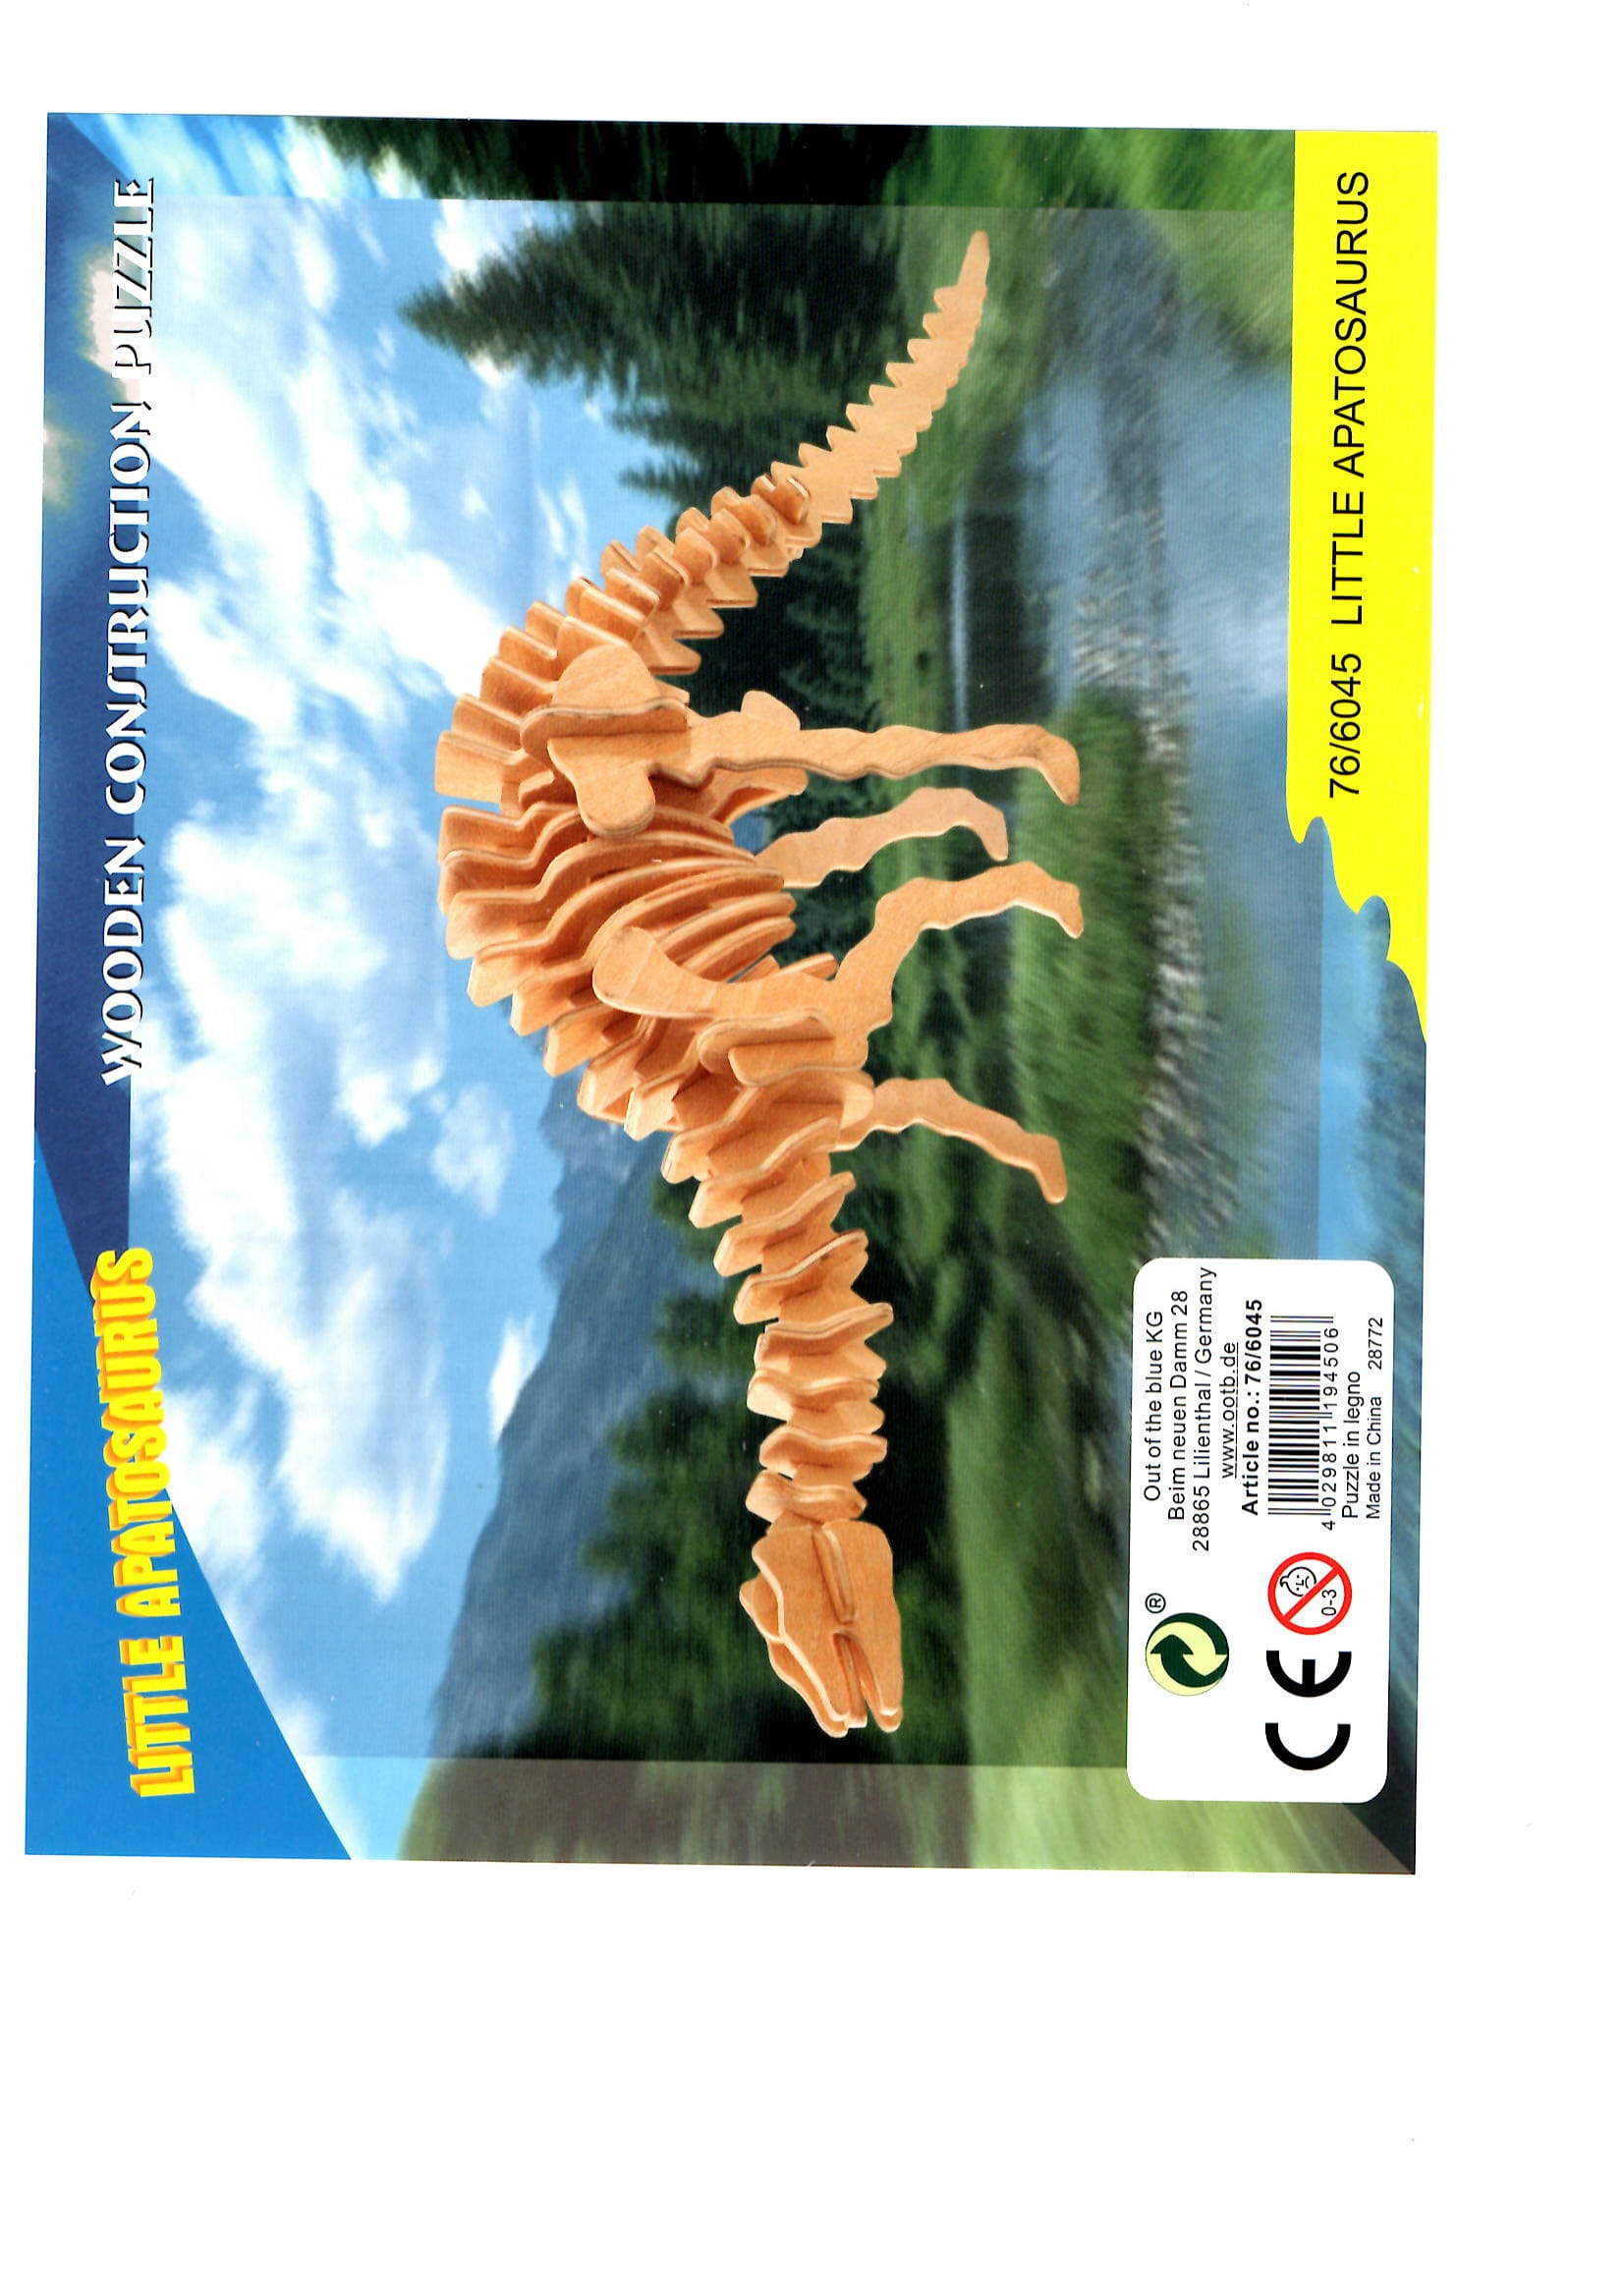 LITTLE APATOSAURUS
WOODEN CONSTRUCTION PUZZLE
®
CE
0-3
Out of the blue KG
Beim neuen Damm 28
28865 Lilienthal / Germany
www.ootb.de
Article no.: 76/6045
4 029811 194506
Puzzle in legno
Made in China 28772
76/6045 LITTLE APATOSAURUS